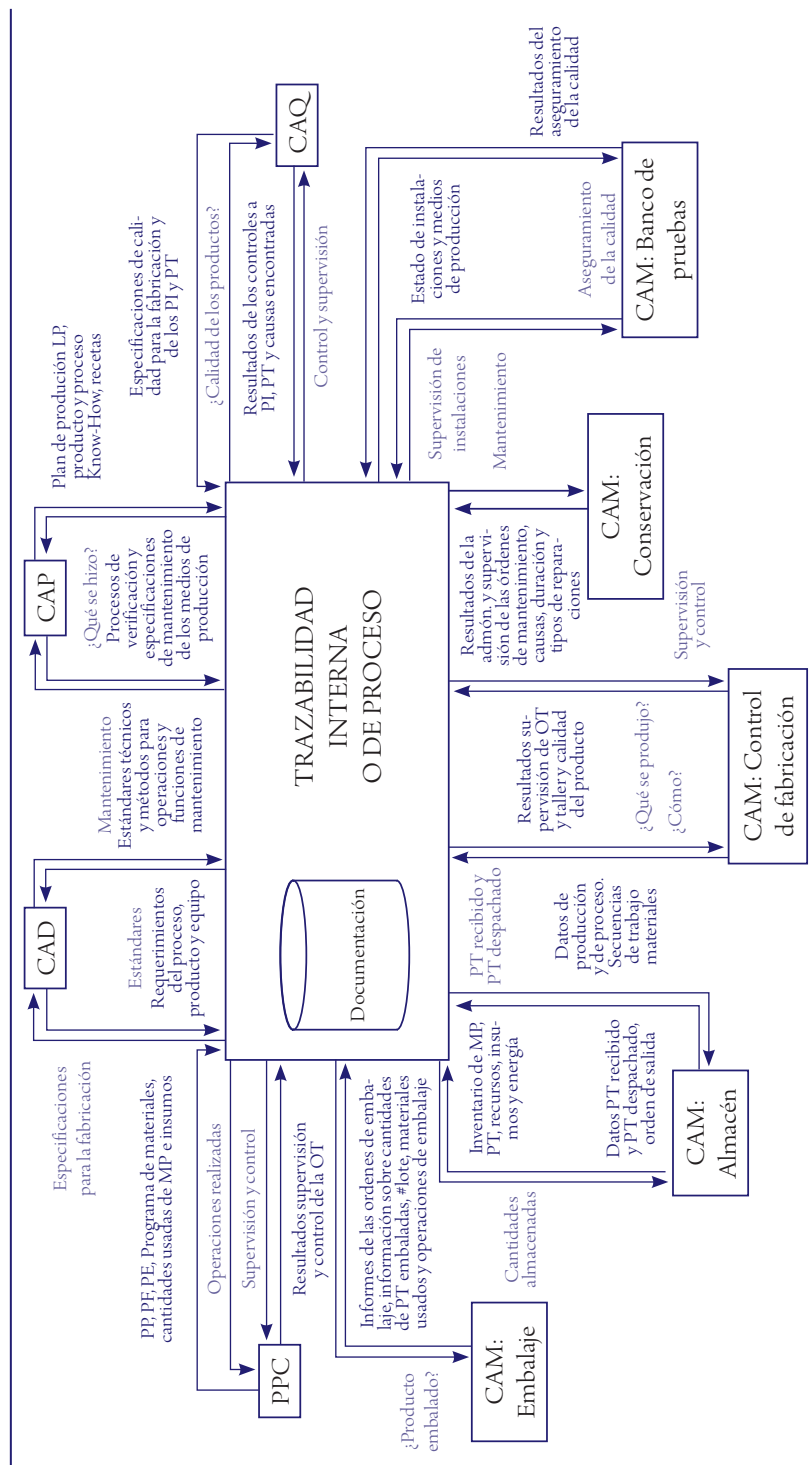 Especificaciones
para la fabricación
CAD
Estándares
Requerimientos
del proceso,
producto y equipo
Mantenimiento
Estándares técnicos
y métodos para
operaciones y
funciones de
mantenimiento
CAP
¿Qué se hizo?
Procesos de
verificación y
especificaciones
de mantenimiento
de los medios de
producción
Plan de produción LP,
producto y proceso
Know-How, recetas
Especificaciones de cali-
dad para la fabricación y
de los PI y PT
¿Calidad de los productos?
CAQ
Resultados de los controles a
PI, PT y causas encontradas
Control y supervisión
PP, PF, PE, Programa de materiales,
cantidades usadas de MP e insumos
Operaciones realizadas
Supervisión y control
PPC
Resultados supervisión
y control de la OT
TRAZABILIDAD
INTERNA
O DE PROCESO
Documentación
Informes de las ordenes de emba-
laje, información sobre cantidades
de PT embaladas, #lote, materiales
usados y operaciones de embalaje
¿Producto
embalado?
CAM:
Embalaje
Cantidades
almacenadas
Inventario de MP,
PT, recursos, insu-
mos y energía
Datos PT recibido
y PT despachado,
orden de salida
CAM:
Almacén
PT recibido y
PT despachado
Datos de
producción
y de proceso.
Secuencias
de trabajo
materiales
Resultados su-
pervisión de OT
y taller y calidad
del producto
¿Qué se produjo?
¿Cómo?
CAM: Control
de fabricación
Supervisión
y control
Resultados de la
admón. y supervi-
sión de las órdenes
de mantenimiento,
causas, duración y
tipos de repara-
ciones
CAM:
Conservación
Supervisión de
instalaciones
Mantenimiento
Estado de instala-
ciones y medios
de producción
Aseguramiento
de la calidad
CAM: Banco de
pruebas
Resultados del
aseguramiento
de la calidad